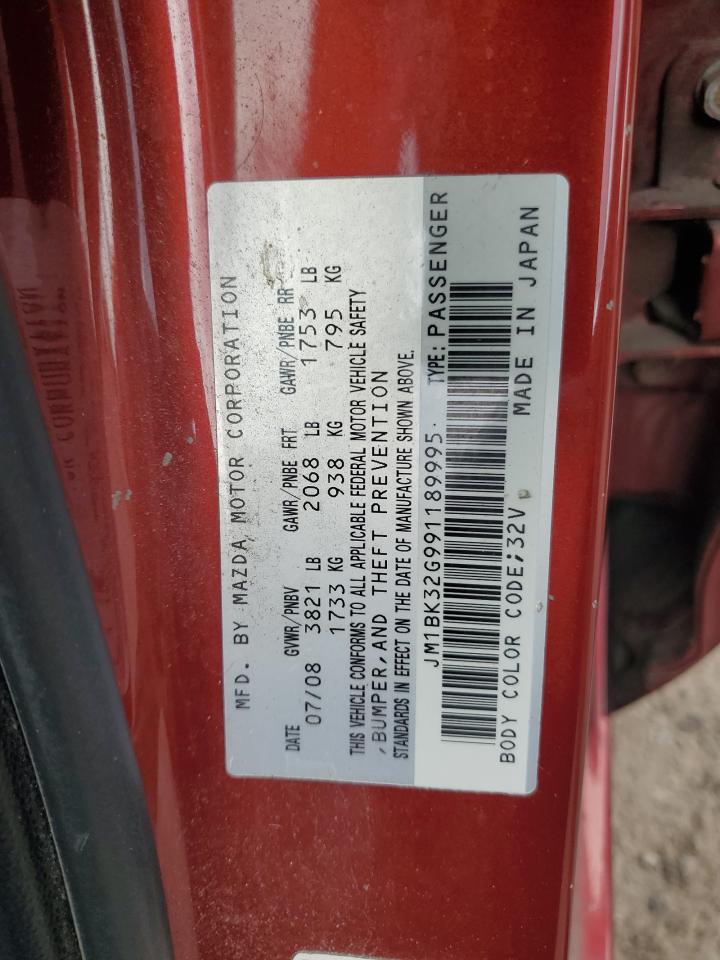 MFD. BY MAZDA MOTOR CORPORATION
DATE GVWR/PNBV GAWR/PNBE FRT GAWR/PNBE RR
07/08 3821 LB 2068 LB 1753 LB
1733 KG 938 KG 795 KG
THIS VEHICLE CONFORMS TO ALL APPLICABLE FEDERAL MOTOR VEHICLE SAFETY
,BUMPER,AND THEFT PREVENTION
STANDARDS IN EFFECT ON THE DATE OF MANUFACTURE SHOWN ABOVE.
JM1BK32G991189995 TYPE: PASSENGER
BODY COLOR CODE;32V MADE IN JAPAN